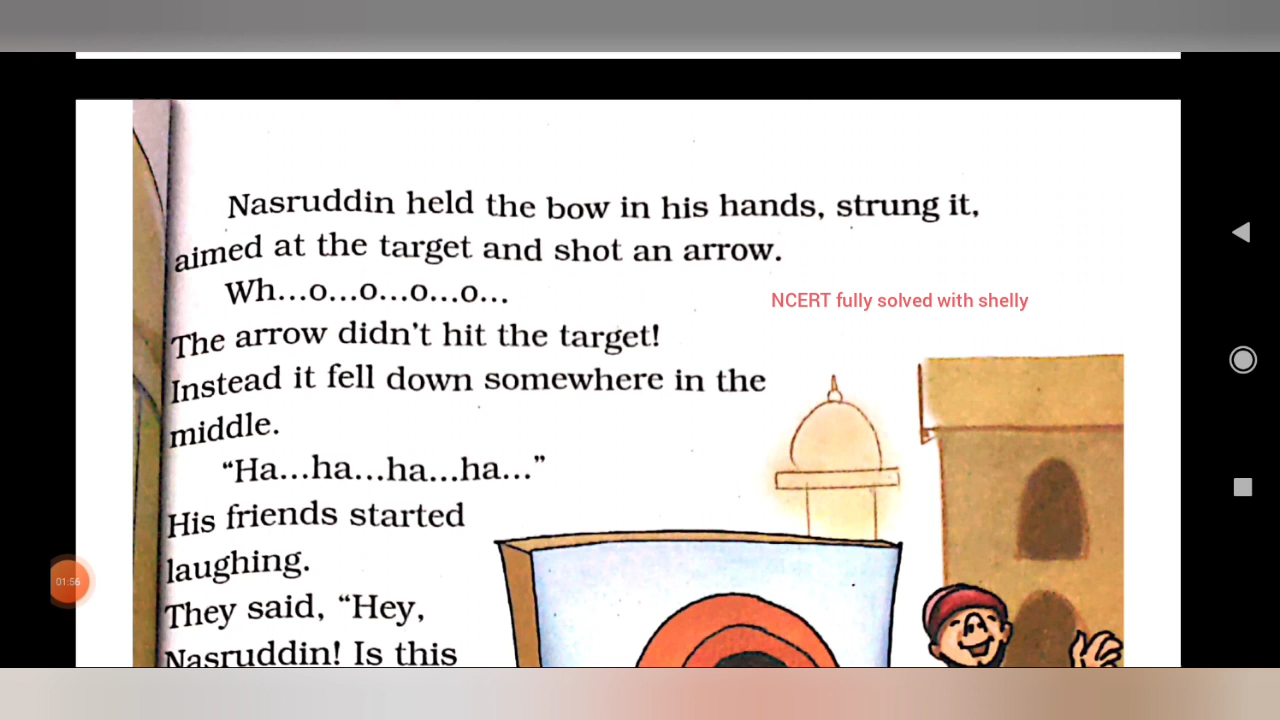 Nasruddin held the bow in his hands, strung it,
aimed at the target and shot an arrow.
Wh...o...o...o...o...
NCERT fully solved with shelly
The arrow didn't hit the target!
Instead it fell down somewhere in the
middle.
“Ha...ha...ha...ha...”
His friends started
laughing.
They said, “Hey,
Nasruddin! Is this
01:56